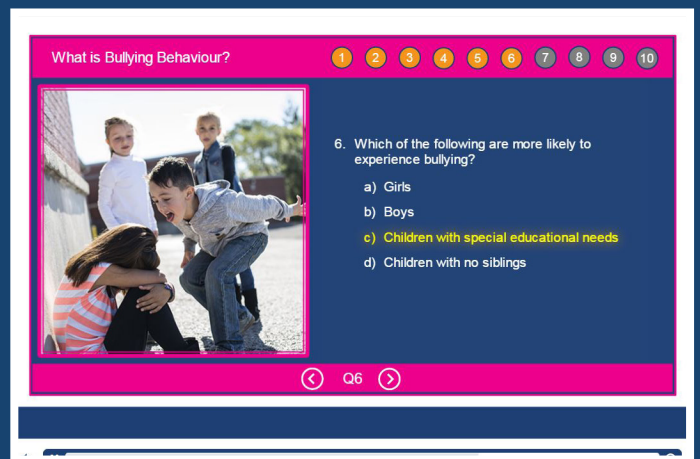 What is Bullying Behaviour?
1 2 3 4 5 6 7 8 9 10
6. Which of the following are more likely to
experience bullying?
a) Girls
b) Boys
c) Children with special educational needs
d) Children with no siblings
Q6